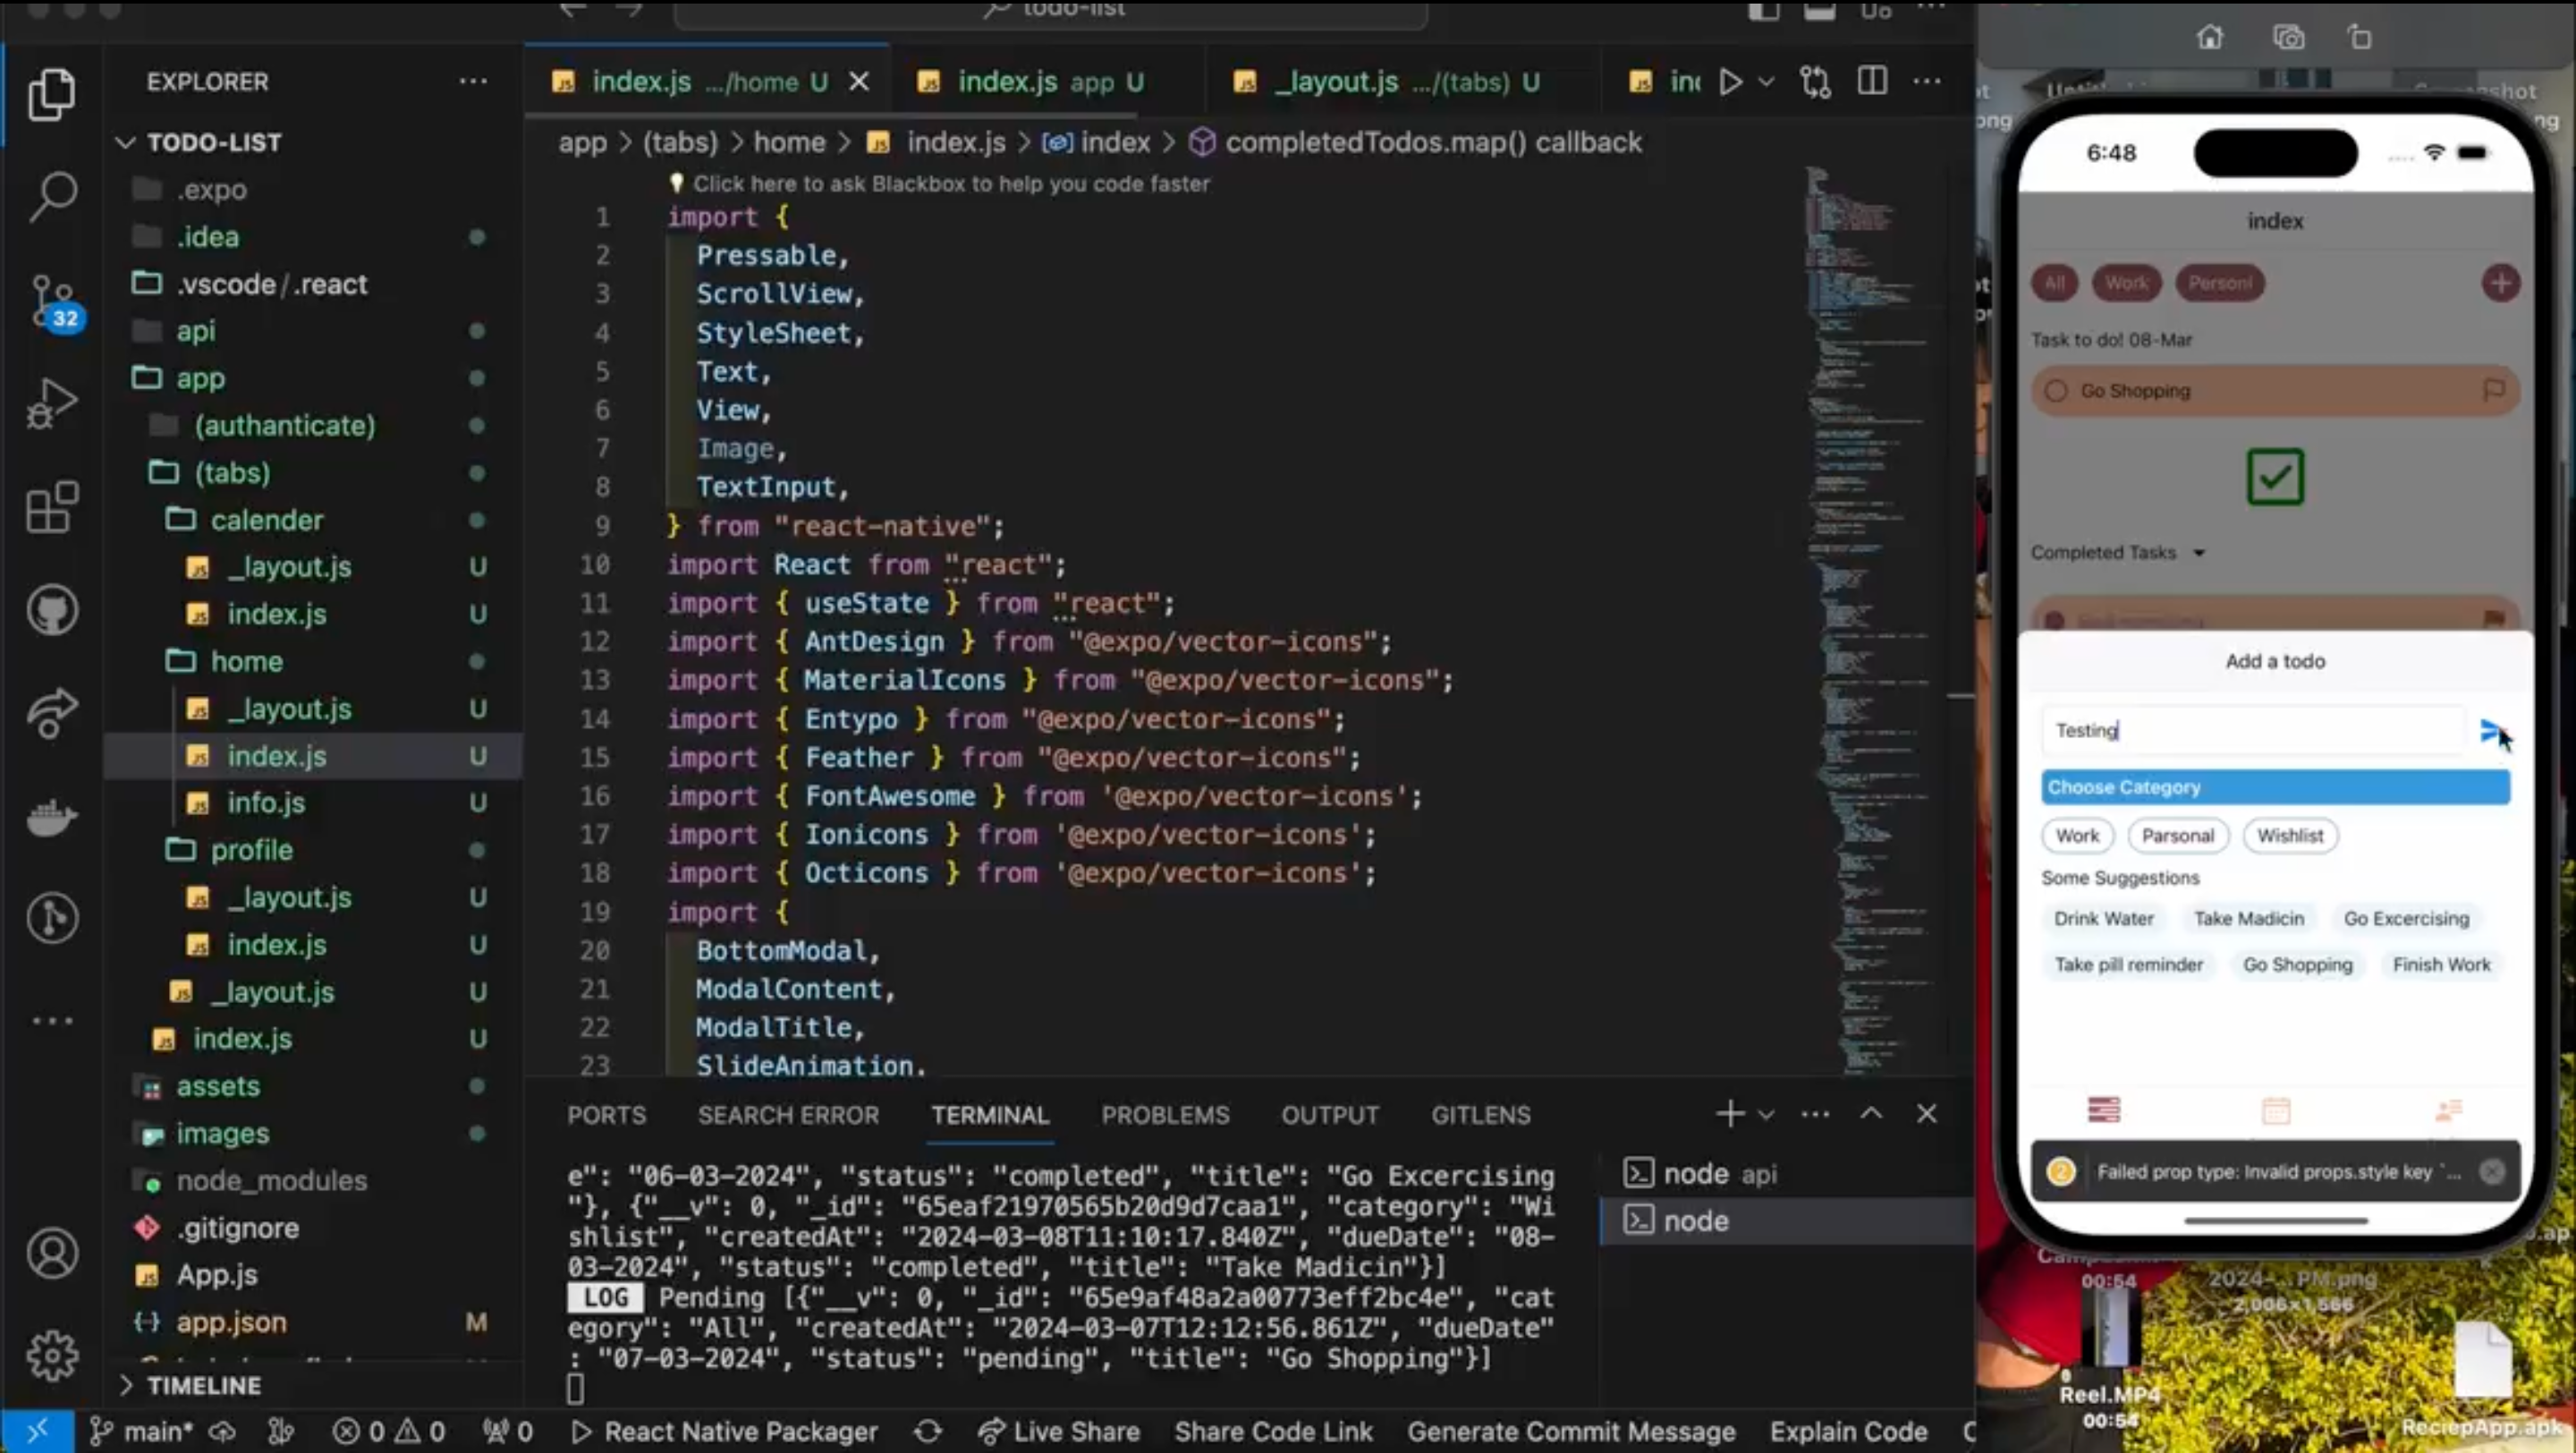 todo-list
EXPLORER
TODO-LIST
.expo
.idea
.vscode/.react
api
app
(authanticate)
(tabs)
calender
_layout.js U
index.js U
home
_layout.js U
index.js U
info.js U
profile
_layout.js U
index.js U
_layout.js U
index.js U
assets
images
node_modules
.gitignore
App.js
app.json M
TIMELINE
32
index.js .../home U
index.js app U
_layout.js .../(tabs) U
app > (tabs) > home > index.js > index > completedTodos.map() callback
Click here to ask Blackbox to help you code faster
1 import {
2 Pressable,
3 ScrollView,
4 StyleSheet,
5 Text,
6 View,
7 Image,
8 TextInput,
9 } from "react-native";
10 import React from "react";
11 import { useState } from "react";
12 import { AntDesign } from "@expo/vector-icons";
13 import { MaterialIcons } from "@expo/vector-icons";
14 import { Entypo } from "@expo/vector-icons";
15 import { Feather } from "@expo/vector-icons";
16 import { FontAwesome } from '@expo/vector-icons';
17 import { Ionicons } from '@expo/vector-icons';
18 import { Octicons } from '@expo/vector-icons';
19 import {
20 BottomModal,
21 ModalContent,
22 ModalTitle,
23 SlideAnimation,
PORTS SEARCH ERROR TERMINAL PROBLEMS OUTPUT GITLENS
e": "06-03-2024", "status": "completed", "title": "Go Excercising
"}, {"__v": 0, "_id": "65eaf21970565b20d9d7caa1", "category": "Wi
shlist", "createdAt": "2024-03-08T11:10:17.840Z", "dueDate": "08-
03-2024", "status": "completed", "title": "Take Madicin"}]
LOG Pending [{"__v": 0, "_id": "65e9af48a2a00773eff2bc4e", "cat
egory": "All", "createdAt": "2024-03-07T12:12:56.861Z", "dueDate"
: "07-03-2024", "status": "pending", "title": "Go Shopping"}]
node api
node
main* 0 0 0 React Native Packager Live Share Share Code Link Generate Commit Message Explain Code
6:48
index
All Work Personl
Task to do! 08-Mar
Go Shopping
Completed Tasks
Add a todo
Testing
Choose Category
Work Parsonal Wishlist
Some Suggestions
Drink Water Take Madicin Go Excercising
Take pill reminder Go Shopping Finish Work
2 Failed prop type: Invalid props.style key `...
00:54
2024-... PM.png
2,006×1,566
Reel.MP4
00:54
ReciepApp.apk